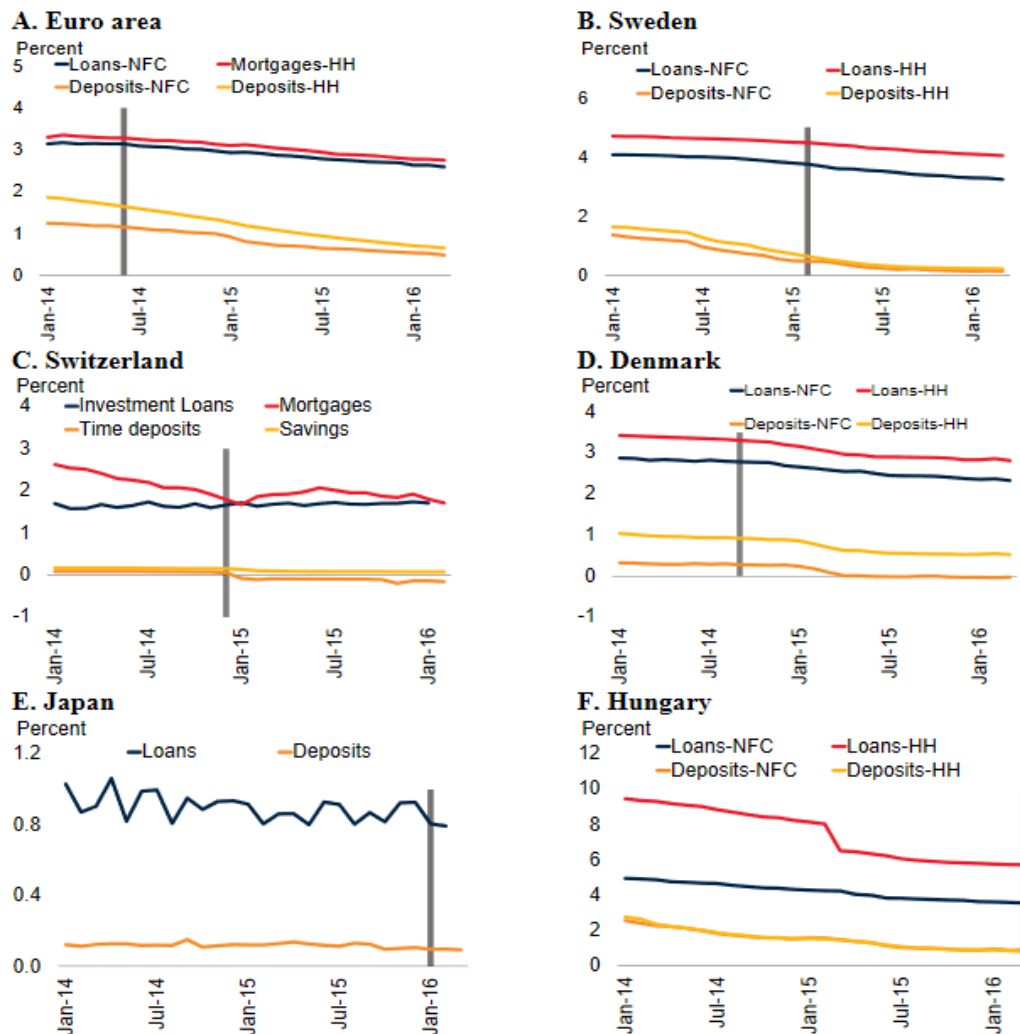 A. Euro area
Percent
Loans-NFC Mortgages-HH
Deposits-NFC Deposits-HH
5
4
3
2
1
0
Jan-14 Jul-14 Jan-15 Jul-15 Jan-16
B. Sweden
Percent
Loans-NFC Loans-HH
Deposits-NFC Deposits-HH
6
4
2
0
Jan-14 Jul-14 Jan-15 Jul-15 Jan-16
C. Switzerland
Percent
Investment Loans Mortgages
Time deposits Savings
4
3
2
1
0
-1
Jan-14 Jul-14 Jan-15 Jul-15 Jan-16
D. Denmark
Percent
Loans-NFC Loans-HH
Deposits-NFC Deposits-HH
4
3
2
1
0
-1
Jan-14 Jul-14 Jan-15 Jul-15 Jan-16
E. Japan
Percent
Loans Deposits
1.2
0.8
0.4
0.0
Jan-14 Jul-14 Jan-15 Jul-15 Jan-16
F. Hungary
Percent
Loans-NFC Loans-HH
Deposits-NFC Deposits-HH
12
10
8
6
4
2
0
Jan-14 Jul-14 Jan-15 Jul-15 Jan-16